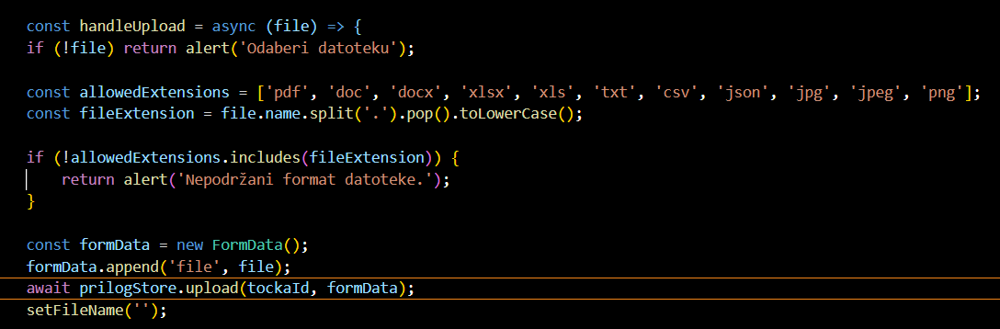 const handleUpload = async (file) => {
if (!file) return alert('Odaberi datoteku');
const allowedExtensions = ['pdf', 'doc', 'docx', 'xlsx', 'xls', 'txt', 'csv', 'json', 'jpg', 'jpeg', 'png'];
const fileExtension = file.name.split('.').pop().toLowerCase();
if (!allowedExtensions.includes(fileExtension)) {
return alert('Nepodržani format datoteke.');
}
const formData = new FormData();
formData.append('file', file);
await prilogStore.upload(tockaId, formData);
setFileName('');